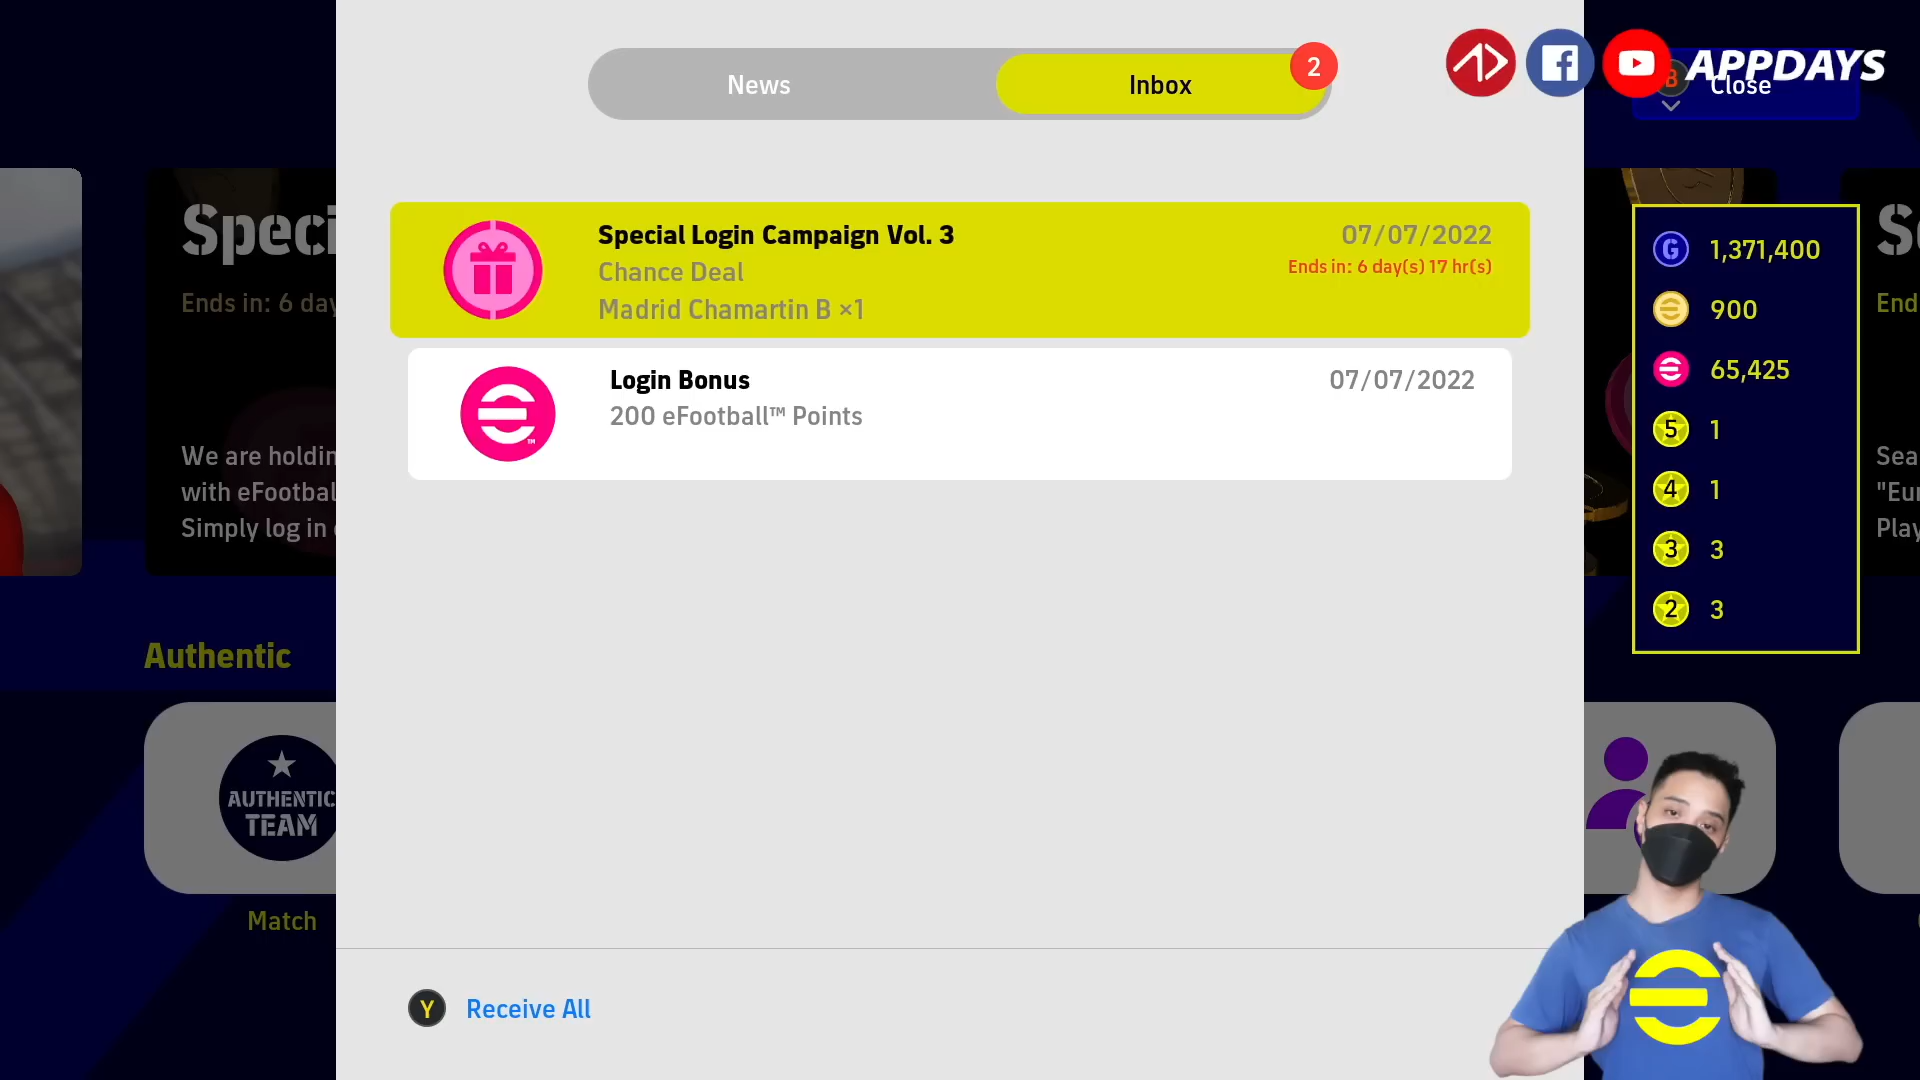 News
Inbox
2
APPDAYS
B
Close
Speci
Ends in: 6 day
We are holdin
with eFootbal
Simply log in
Special Login Campaign Vol. 3
07/07/2022
Chance Deal
Ends in: 6 day(s) 17 hr(s)
Madrid Chamartin B ×1
Login Bonus
07/07/2022
200 eFootball™ Points
TM
G 1,371,400
900
65,425
5 1
4 1
3 3
2 3
S
End
Sea
"Eur
Play
Authentic
AUTHENTIC
TEAM
Match
Y Receive All